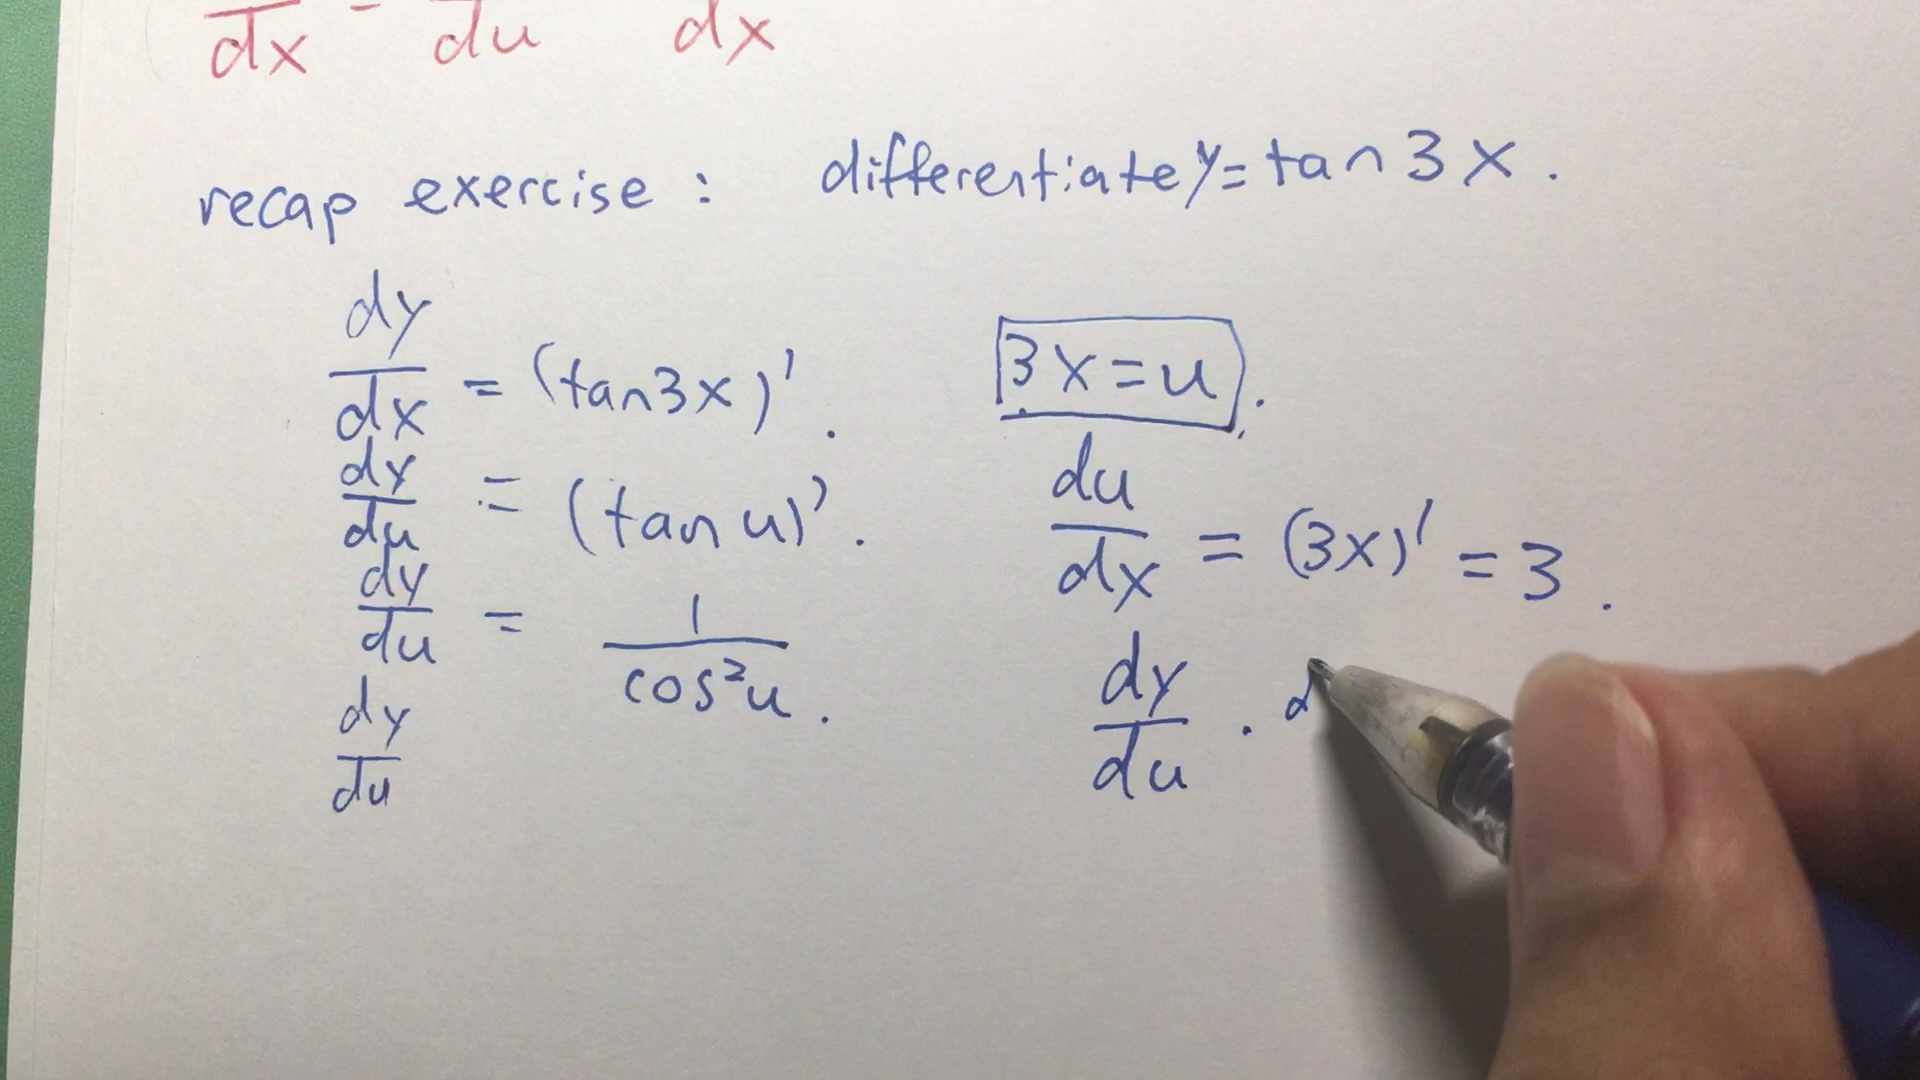 dx = du dx
recap exercise : differentiate y = tan 3x .
dy/dx = (tan3x)' .
dy/du = (tan u)' .
dy/du = 1/cos²u .
dy/du
3x = u .
du/dx = (3x)' = 3 .
dy/du · d